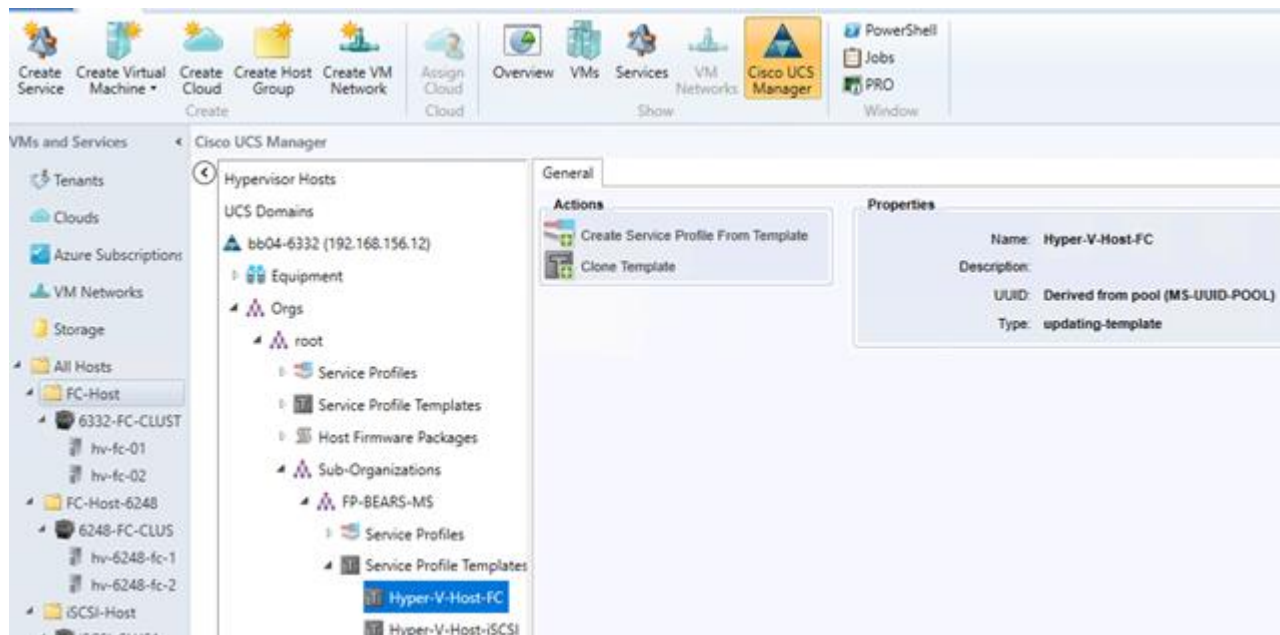 Create Service
Create Virtual Machine
Create Cloud
Create Host Group
Create VM Network
Assign Cloud
Overview
VMs
Services
VM Networks
Cisco UCS Manager
PowerShell
Jobs
PRO
Create
Cloud
Show
Window
VMs and Services
Tenants
Clouds
Azure Subscriptions
VM Networks
Storage
All Hosts
FC-Host
6332-FC-CLUST
hv-fc-01
hv-fc-02
FC-Host-6248
6248-FC-CLUS
hv-6248-fc-1
hv-6248-fc-2
iSCSI-Host
Cisco UCS Manager
Hypervisor Hosts
UCS Domains
bb04-6332 (192.168.156.12)
Equipment
Orgs
root
Service Profiles
Service Profile Templates
Host Firmware Packages
Sub-Organizations
FP-BEARS-MS
Service Profiles
Service Profile Templates
Hyper-V-Host-FC
Hyper-V-Host-iSCSI
General
Actions
Create Service Profile From Template
Clone Template
Properties
Name: Hyper-V-Host-FC
Description:
UUID: Derived from pool (MS-UUID-POOL)
Type: updating-template